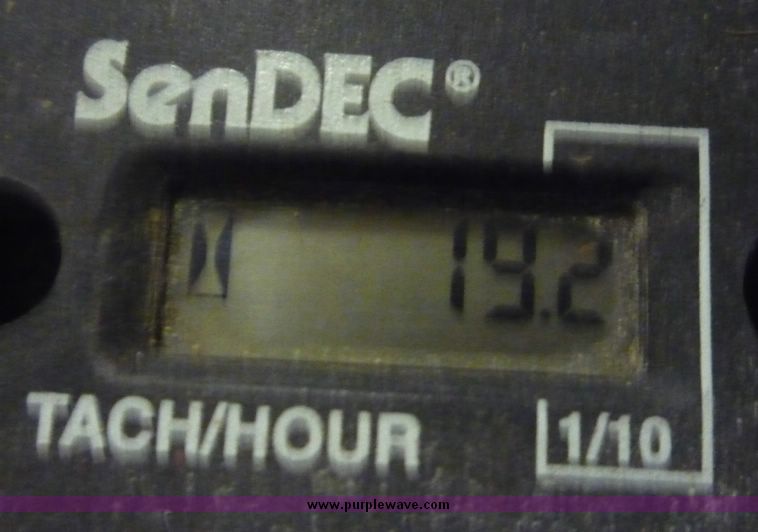 SenDEC®
19.2
TACH/HOUR
1/10
www.purplewave.com